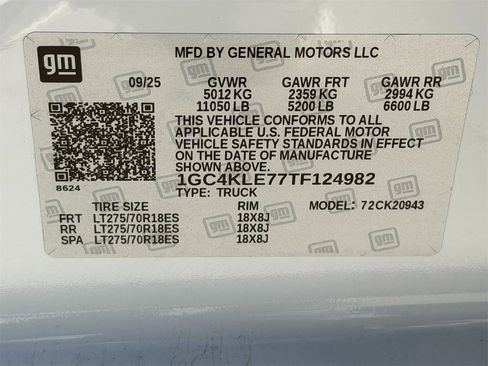 gm
MFD BY GENERAL MOTORS LLC
09/25 GVWR GAWR FRT GAWR RR
5012 KG 2359 KG 2994 KG
11050 LB 5200 LB 6600 LB
THIS VEHICLE CONFORMS TO ALL
APPLICABLE U.S. FEDERAL MOTOR
VEHICLE SAFETY STANDARDS IN EFFECT
ON THE DATE OF MANUFACTURE
SHOWN ABOVE.
1GC4KLE77TF124982
8624
TYPE: TRUCK
TIRE SIZE RIM MODEL: 72CK20943
FRT LT275/70R18ES 18X8J
RR LT275/70R18ES 18X8J
SPA LT275/70R18ES 18X8J